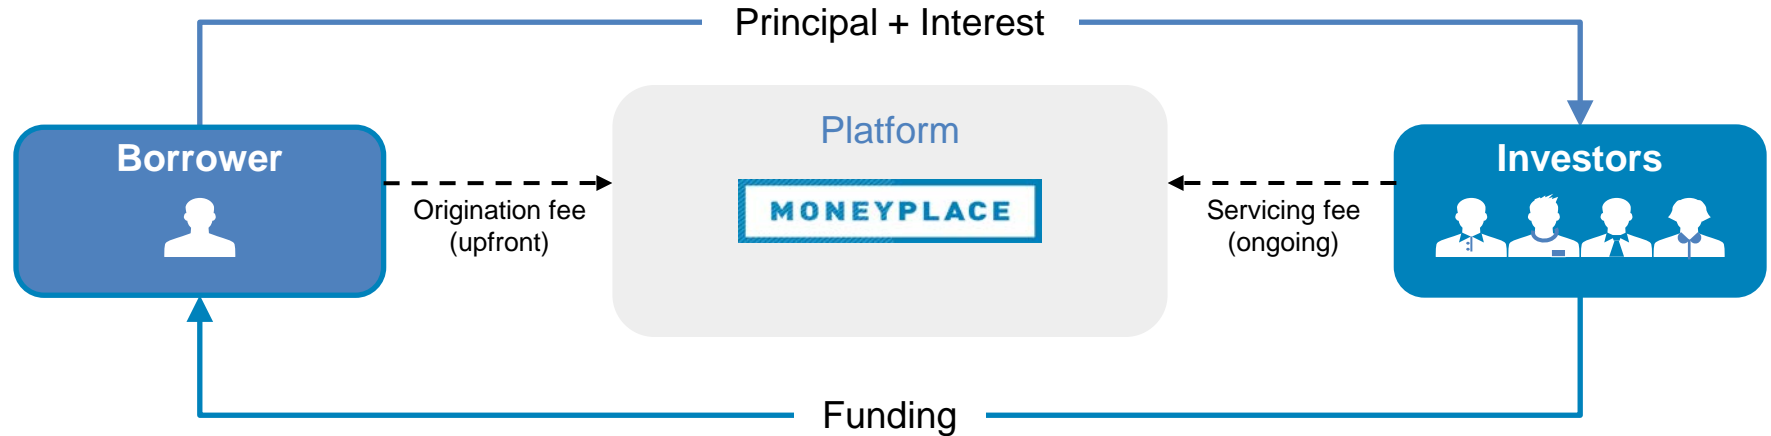 Principal + Interest
Borrower
Origination fee
(upfront)
Platform
MONEYPLACE
Servicing fee
(ongoing)
Investors
Funding